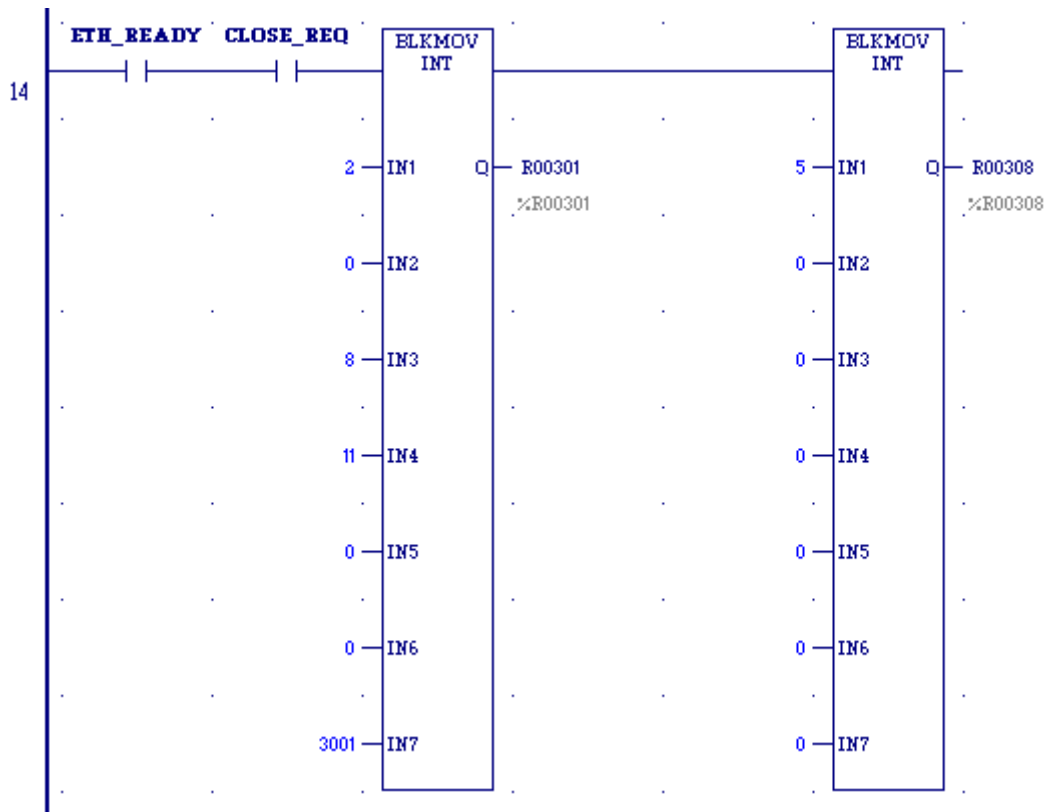 ETH_READY CLOSE_REQ BLKMOV INT BLKMOV INT
14
2 IN1 Q R00301 5 IN1 Q R00308
%R00301 %R00308
0 IN2 0 IN2
8 IN3 0 IN3
11 IN4 0 IN4
0 IN5 0 IN5
0 IN6 0 IN6
3001 IN7 0 IN7